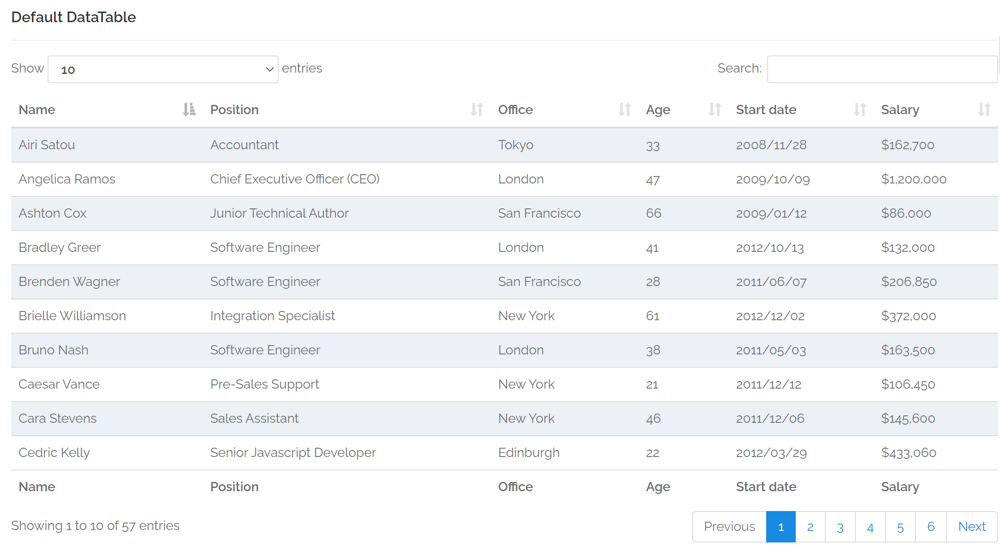 Default DataTable
Show 10 entries Search:
Name Position Office Age Start date Salary
Airi Satou Accountant Tokyo 33 2008/11/28 $162,700
Angelica Ramos Chief Executive Officer (CEO) London 47 2009/10/09 $1,200,000
Ashton Cox Junior Technical Author San Francisco 66 2009/01/12 $86,000
Bradley Greer Software Engineer London 41 2012/10/13 $132,000
Brenden Wagner Software Engineer San Francisco 28 2011/06/07 $206,850
Brielle Williamson Integration Specialist New York 61 2012/12/02 $372,000
Bruno Nash Software Engineer London 38 2011/05/03 $163,500
Caesar Vance Pre-Sales Support New York 21 2011/12/12 $106,450
Cara Stevens Sales Assistant New York 46 2011/12/06 $145,600
Cedric Kelly Senior Javascript Developer Edinburgh 22 2012/03/29 $433,060
Name Position Office Age Start date Salary
Showing 1 to 10 of 57 entries Previous 1 2 3 4 5 6 Next